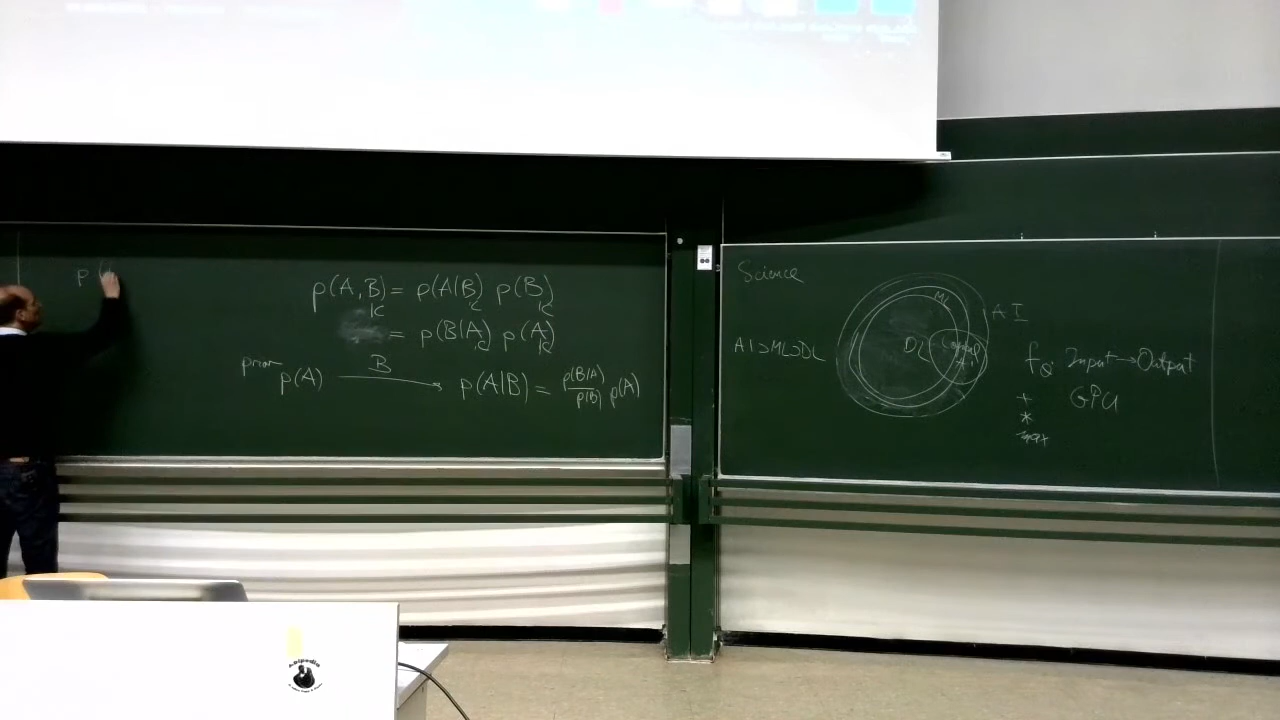 p (
p(A,B) = p(A|B) p(B)
= p(B|A) p(A)
prior p(A) B → p(A|B) = p(B|A)/p(B) p(A)
Science
ML
AI
AI⊃ML⊃DL
DL
f Input → Output
+
GPU
*